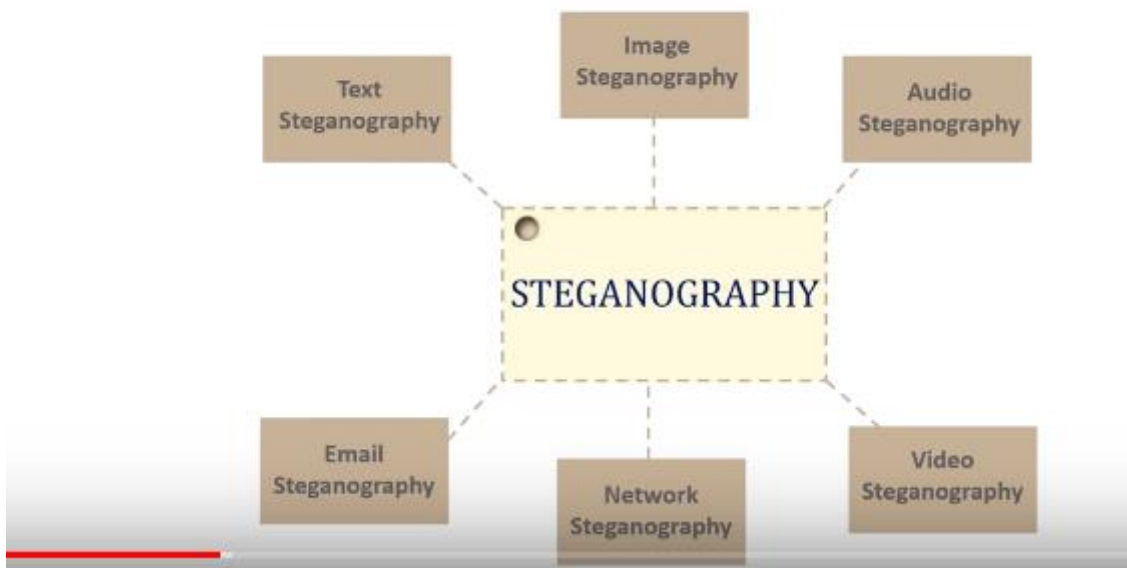 Image
Steganography
Text
Steganography
Audio
Steganography
STEGANOGRAPHY
Email
Steganography
Network
Steganography
Video
Steganography